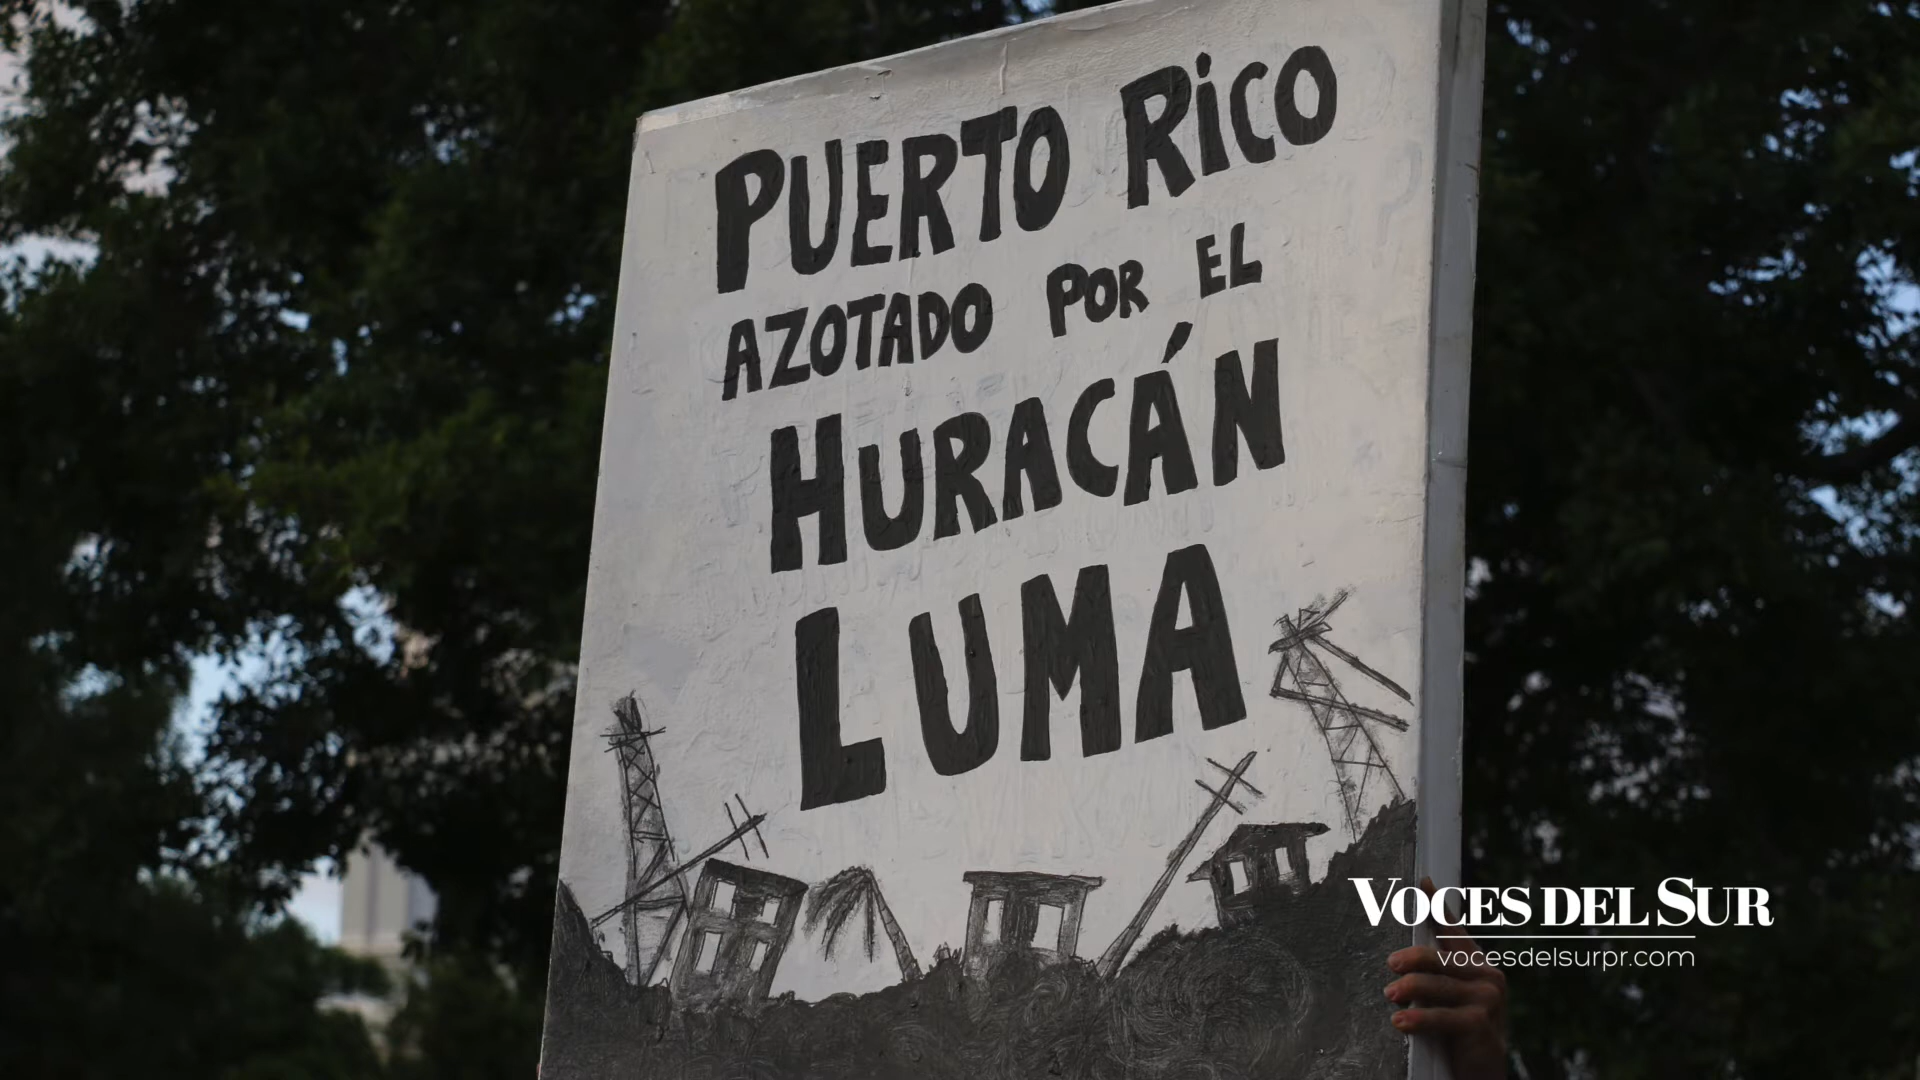 PUERTO RiCO
AZOTADO POR EL
HURACÁN
LUMA
VOCES DEL SUR
vocesdelsurpr.com